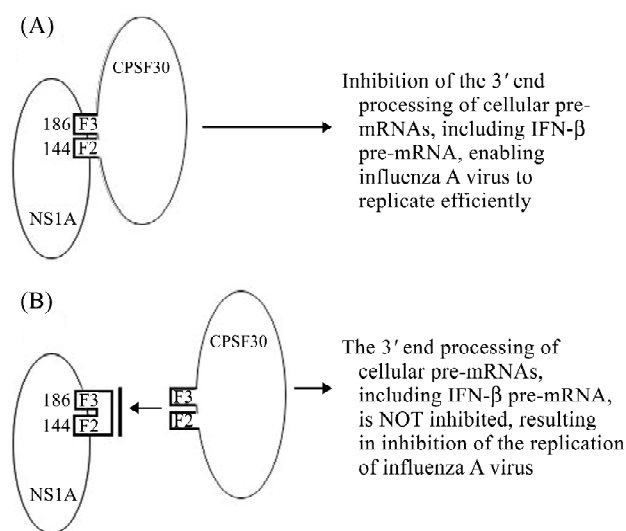 (A)
CPSF30
186 F3
144 F2
NS1A
Inhibition of the 3′ end
processing of cellular pre-
mRNAs, including IFN-β
pre-mRNA, enabling
influenza A virus to
replicate efficiently
(B)
CPSF30
186 F3
144 F2
F3
F2
NS1A
The 3′ end processing of
cellular pre-mRNAs,
including IFN-β pre-mRNA,
is NOT inhibited, resulting
in inhibition of the replication
of influenza A virus